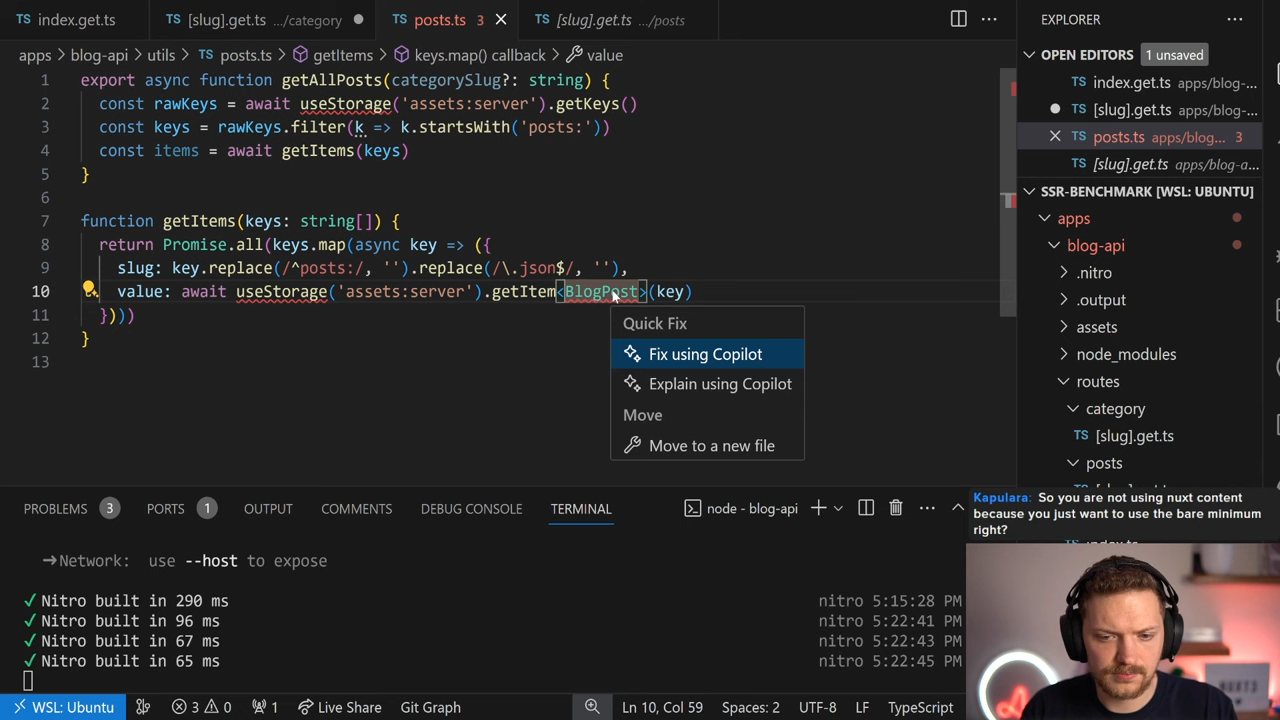 index.get.ts
[slug].get.ts .../category
posts.ts 3
[slug].get.ts .../posts
apps > blog-api > utils > posts.ts > getItems > keys.map() callback > value
1 export async function getAllPosts(categorySlug?: string) {
2 const rawKeys = await useStorage('assets:server').getKeys()
3 const keys = rawKeys.filter(k => k.startsWith('posts:'))
4 const items = await getItems(keys)
5 }
6
7 function getItems(keys: string[]) {
8 return Promise.all(keys.map(async key => ({
9 slug: key.replace(/^posts:/, '').replace(/\.json$/, ''),
10 value: await useStorage('assets:server').getItem<BlogPost>(key)
11 })))
12 }
13
Quick Fix
Fix using Copilot
Explain using Copilot
Move
Move to a new file
EXPLORER
OPEN EDITORS 1 unsaved
TS index.get.ts apps/blog-...
TS [slug].get.ts apps/blog-...
TS posts.ts apps/blog... 3
TS [slug].get.ts apps/blog-a...
SSR-BENCHMARK [WSL: UBUNTU]
apps
blog-api
.nitro
.output
assets
node_modules
routes
category
TS [slug].get.ts
posts
PROBLEMS 3 PORTS 1 OUTPUT COMMENTS DEBUG CONSOLE TERMINAL node - blog-api
➜Network: use --host to expose
✓ Nitro built in 290 ms nitro 5:15:28 PM
✓ Nitro built in 96 ms nitro 5:22:41 PM
✓ Nitro built in 67 ms nitro 5:22:43 PM
✓ Nitro built in 65 ms nitro 5:22:45 PM
Kapulara: So you are not using nuxt content
because you just want to use the bare minimum
right?
WSL: Ubuntu 3 0 1 Live Share Git Graph Ln 10, Col 59 Spaces: 2 UTF-8 LF TypeScript